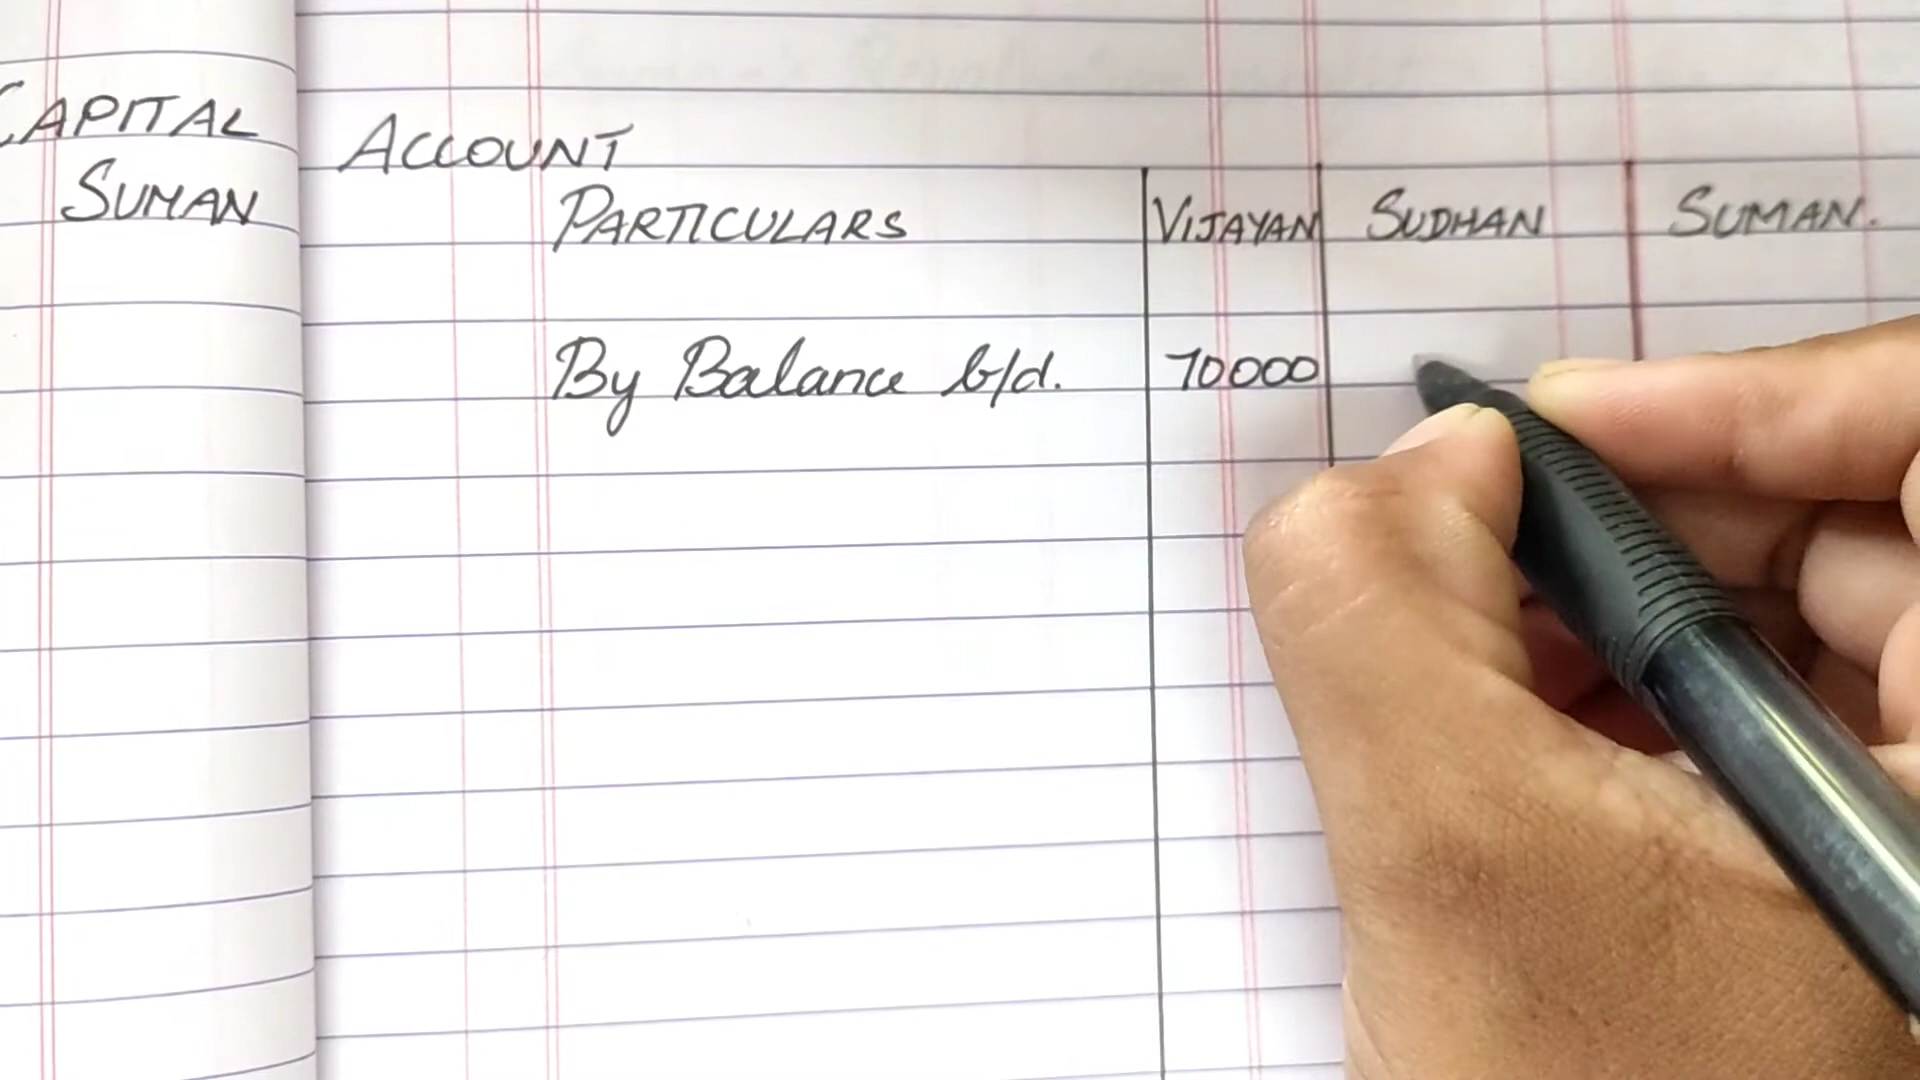 CAPITAL ACCOUNT
SUMAN PARTICULARS VIJAYAN SUDHAN SUMAN.
By Balance b/d. 70000